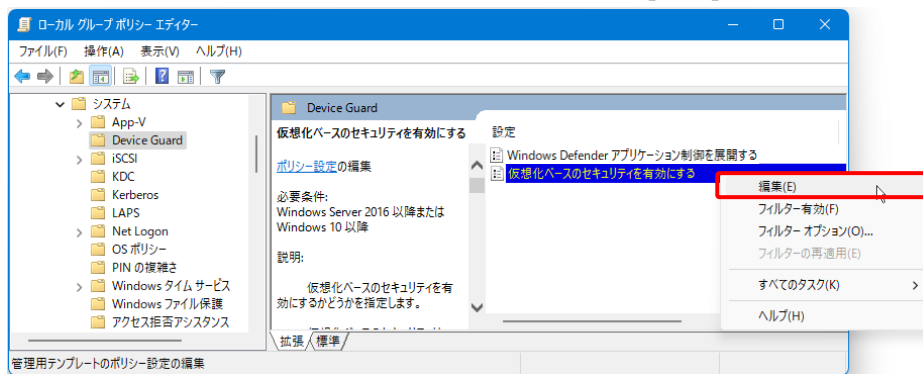 ローカル グループ ポリシー エディター
ファイル(F) 操作(A) 表示(V) ヘルプ(H)
システム
App-V
Device Guard
iSCSI
KDC
Kerberos
LAPS
Net Logon
OS ポリシー
PIN の複雑さ
Windows タイム サービス
Windows ファイル保護
アクセス拒否アシスタンス
Device Guard
仮想化ベースのセキュリティを有効にする
ポリシー設定の編集
必要条件:
Windows Server 2016 以降または
Windows 10 以降
説明:
仮想化ベースのセキュリティを有
効にするかどうかを指定します。
設定
Windows Defender アプリケーション制御を展開する
仮想化ベースのセキュリティを有効にする
編集(E)
フィルター有効(F)
フィルター オプション(O)...
フィルターの再適用(E)
すべてのタスク(K)
ヘルプ(H)
拡張 標準
管理用テンプレートのポリシー設定の編集